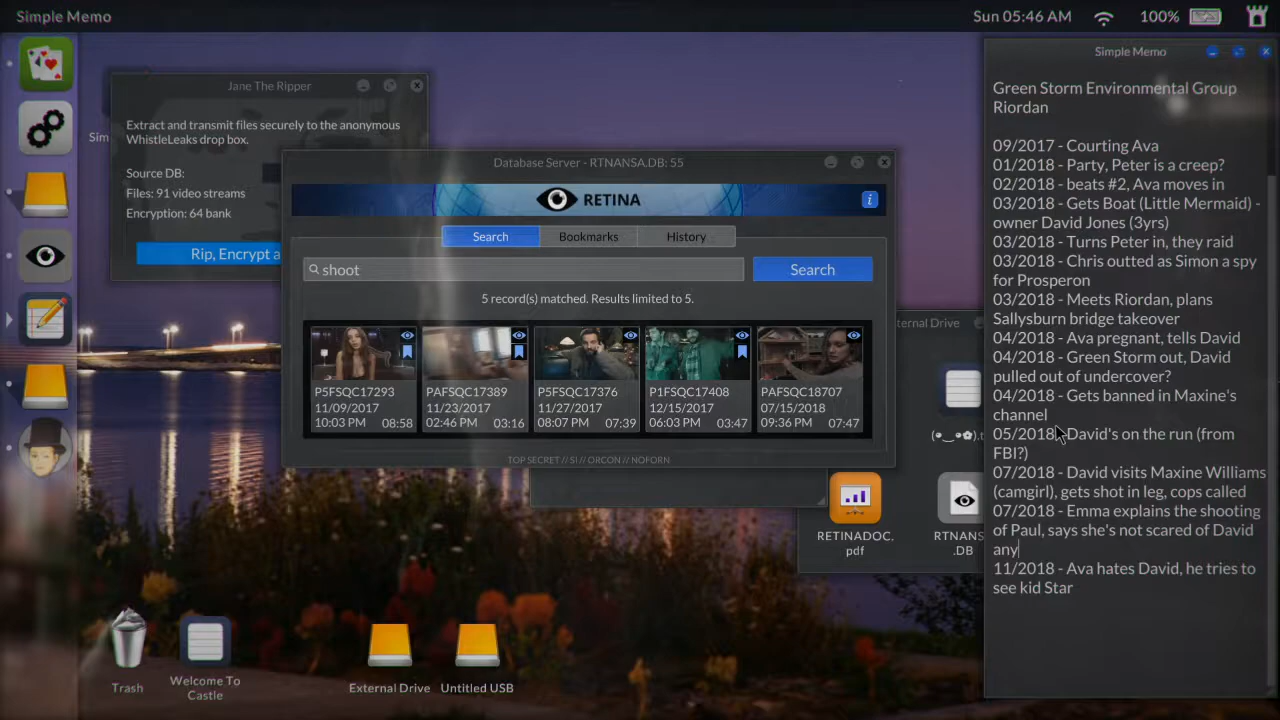 Simple Memo
Sun 05:46 AM
100%
Jane The Ripper
Extract and transmit files securely to the anonymous
WhistleLeaks drop box.
Source DB:
Files: 91 video streams
Encryption: 64 bank
Rip, Encrypt a
Sim
Database Server - RTNANSA.DB: 55
RETINA
i
Search
Bookmarks
History
shoot
Search
5 record(s) matched. Results limited to 5.
P5FSQC17293
11/09/2017
10:03 PM 08:58
PAFSQC17389
11/23/2017
02:46 PM 03:16
P5FSQC17376
11/27/2017
08:07 PM 07:39
P1FSQC17408
12/15/2017
06:03 PM 03:47
PAFSQC18707
07/15/2018
09:36 PM 07:47
TOP SECRET // SI // ORCON // NOFORN
ternal Drive
(•‿•✿).t
RETINADOC.
pdf
RTNANS
.DB
Simple Memo
Green Storm Environmental Group
Riordan
09/2017 - Courting Ava
01/2018 - Party, Peter is a creep?
02/2018 - beats #2, Ava moves in
03/2018 - Gets Boat (Little Mermaid) -
owner David Jones (3yrs)
03/2018 - Turns Peter in, they raid
03/2018 - Chris outted as Simon a spy
for Prosperon
03/2018 - Meets Riordan, plans
Sallysburn bridge takeover
04/2018 - Ava pregnant, tells David
04/2018 - Green Storm out, David
pulled out of undercover?
04/2018 - Gets banned in Maxine's
channel
05/2018 - David's on the run (from
FBI?)
07/2018 - David visits Maxine Williams
(camgirl), gets shot in leg, cops called
07/2018 - Emma explains the shooting
of Paul, says she's not scared of David
any
11/2018 - Ava hates David, he tries to
see kid Star
Trash
Welcome To
Castle
External Drive
Untitled USB